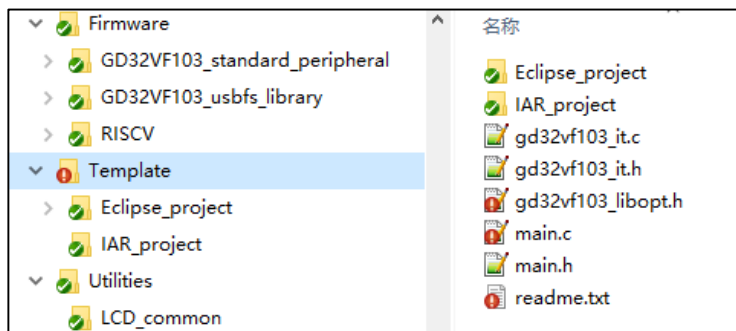 Firmware
GD32VF103_standard_peripheral
GD32VF103_usbfs_library
RISCV
Template
Eclipse_project
IAR_project
Utilities
LCD_common
名称
Eclipse_project
IAR_project
gd32vf103_it.c
gd32vf103_it.h
gd32vf103_libopt.h
main.c
main.h
readme.txt